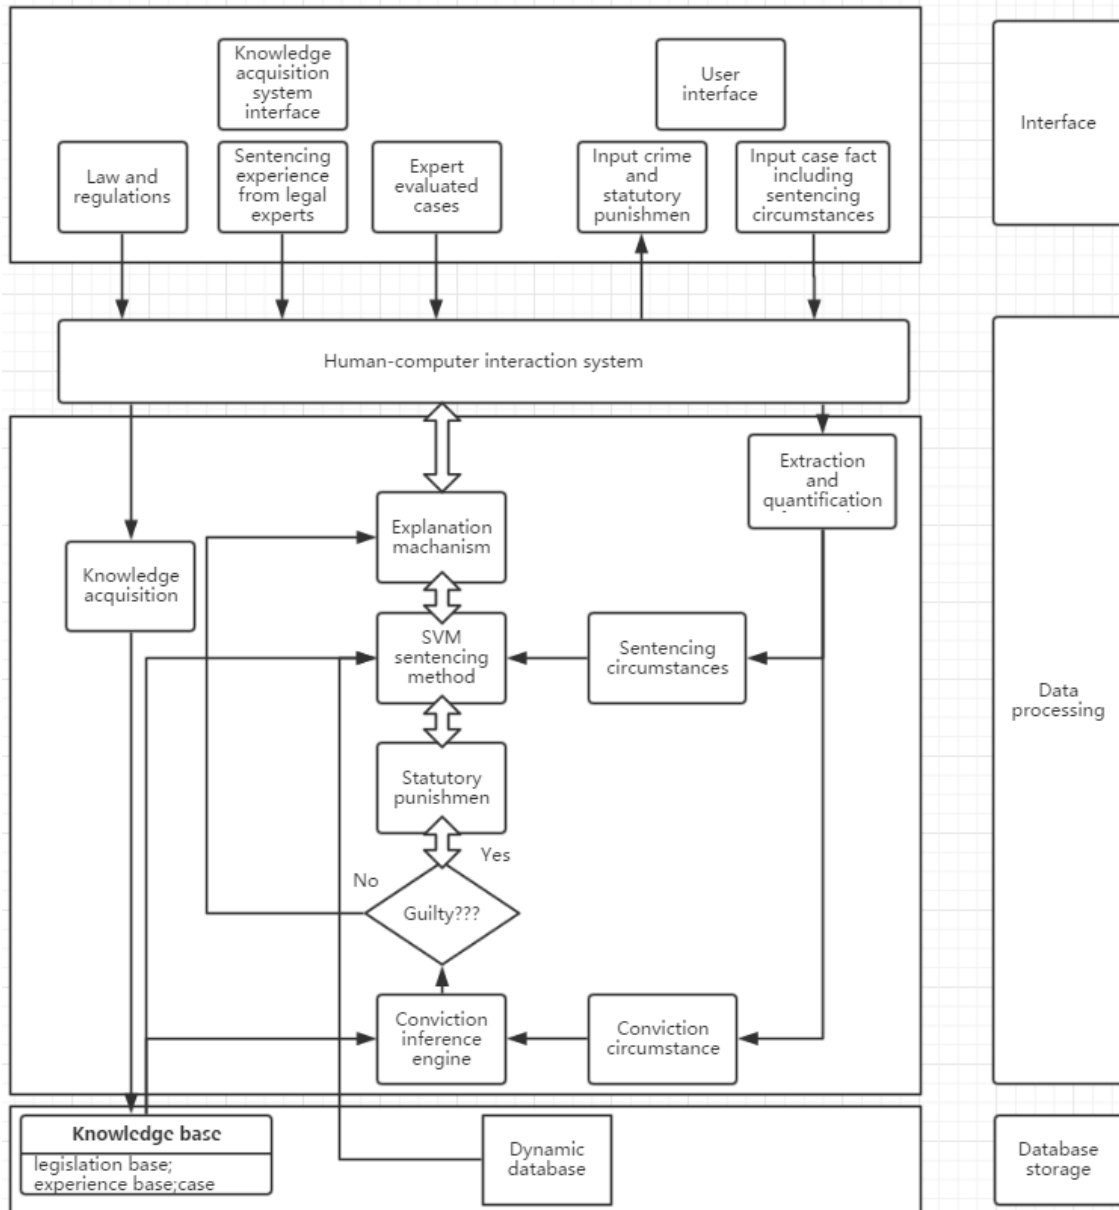 Knowledge
acquisition
system
interface
User
interface
Interface
Law and
regulations
Sentencing
experience
from legal
experts
Expert
evaluated
cases
Input crime
and
statutory
punishmen
Input case fact
including
sentencing
circumstances
Human-computer interaction system
Extraction
and
quantification
Explanation
machanism
Knowledge
acquisition
SVM
sentencing
method
Sentencing
circumstances
Data
processing
Statutory
punishmen
Yes
No
Guilty???
Conviction
inference
engine
Conviction
circumstance
Knowledge base
legislation base;
experience base;case
Dynamic
database
Database
storage